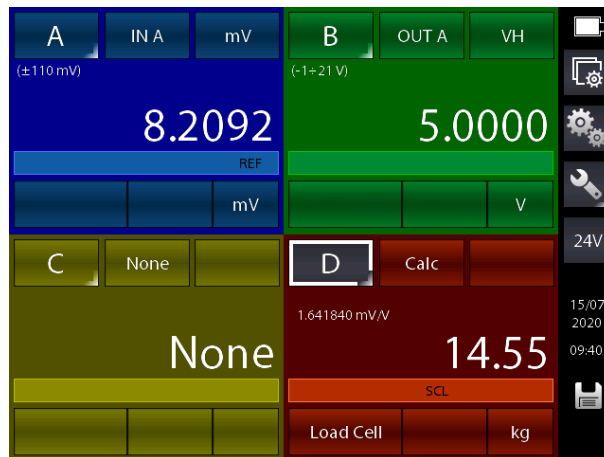 A IN A mV
(±110 mV)
8.2092
REF
mV
B OUT A VH
(-1÷21 V)
5.0000
V
C None
None
D Calc
1.641840 mV/V
14.55
SCL
Load Cell kg
24V
15/07
2020
09:40